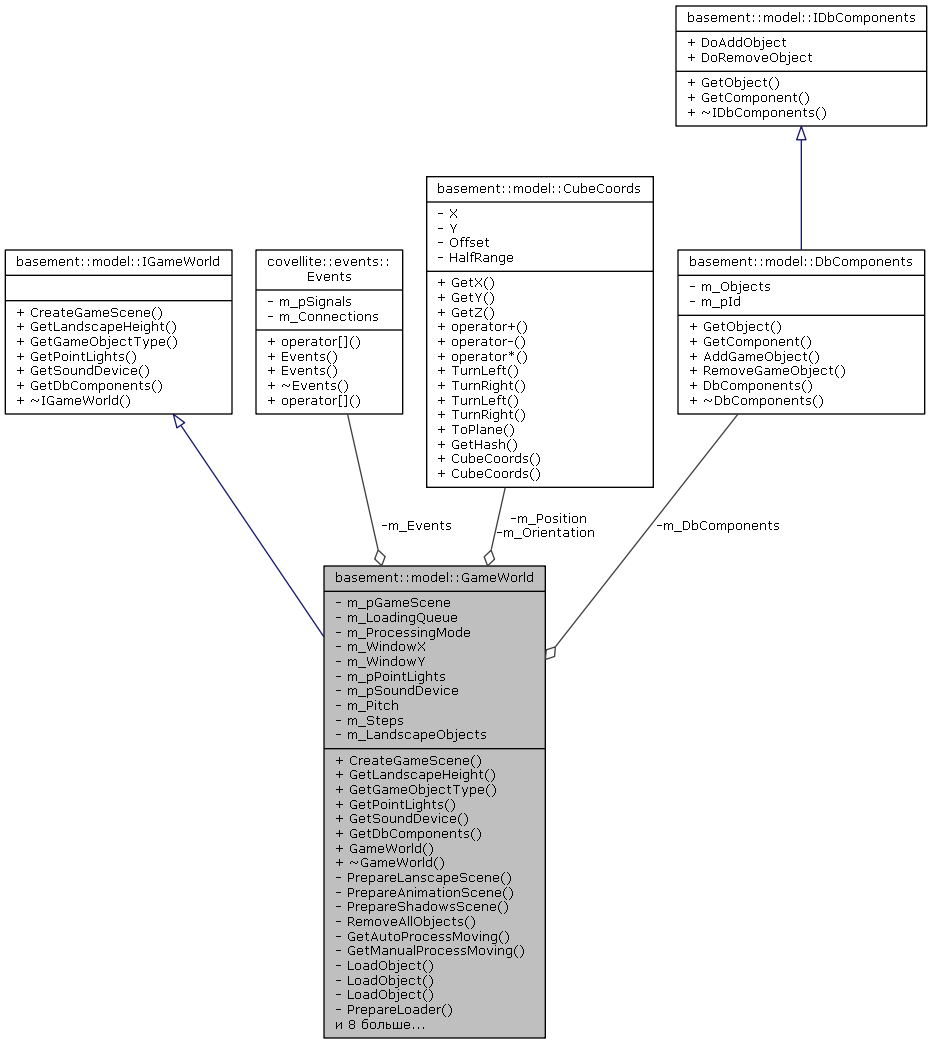 basement::model::IDbComponents
+ DoAddObject
+ DoRemoveObject
+ GetObject()
+ GetComponent()
+ ~IDbComponents()
basement::model::IGameWorld
+ CreateGameScene()
+ GetLandscapeHeight()
+ GetGameObjectType()
+ GetPointLights()
+ GetSoundDevice()
+ GetDbComponents()
+ ~IGameWorld()
covellite::events::
Events
- m_pSignals
- m_Connections
+ operator[]()
+ Events()
+ Events()
+ ~Events()
+ operator[]()
basement::model::CubeCoords
- X
- Y
- Offset
- HalfRange
+ GetX()
+ GetY()
+ GetZ()
+ operator+()
+ operator-()
+ operator*()
+ TurnLeft()
+ TurnRight()
+ TurnLeft()
+ TurnRight()
+ ToPlane()
+ GetHash()
+ CubeCoords()
+ CubeCoords()
basement::model::DbComponents
- m_Objects
- m_pId
+ GetObject()
+ GetComponent()
+ AddGameObject()
+ RemoveGameObject()
+ DbComponents()
+ ~DbComponents()
-m_Events
-m_Position
-m_Orientation
-m_DbComponents
basement::model::GameWorld
- m_pGameScene
- m_LoadingQueue
- m_ProcessingMode
- m_WindowX
- m_WindowY
- m_pPointLights
- m_pSoundDevice
- m_Pitch
- m_Steps
- m_LandscapeObjects
+ CreateGameScene()
+ GetLandscapeHeight()
+ GetGameObjectType()
+ GetPointLights()
+ GetSoundDevice()
+ GetDbComponents()
+ GameWorld()
+ ~GameWorld()
- PrepareLanscapeScene()
- PrepareAnimationScene()
- PrepareShadowsScene()
- RemoveAllObjects()
- GetAutoProcessMoving()
- GetManualProcessMoving()
- LoadObject()
- LoadObject()
- LoadObject()
- PrepareLoader()
и 8 больше...